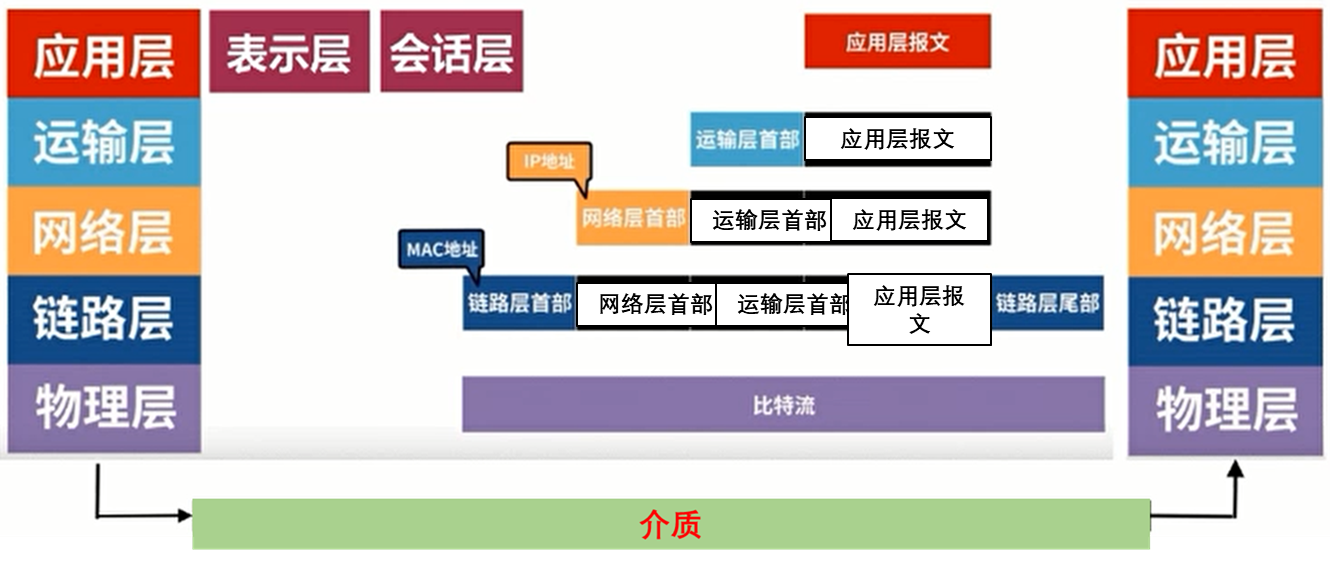 应用层
表示层
会话层
应用层报文
应用层
运输层
运输层首部
应用层报文
运输层
IP地址
网络层
网络层首部
运输层首部
应用层报文
网络层
MAC地址
链路层
链路层首部
网络层首部
运输层首部
应用层报
文
链路层尾部
链路层
物理层
比特流
物理层
介质